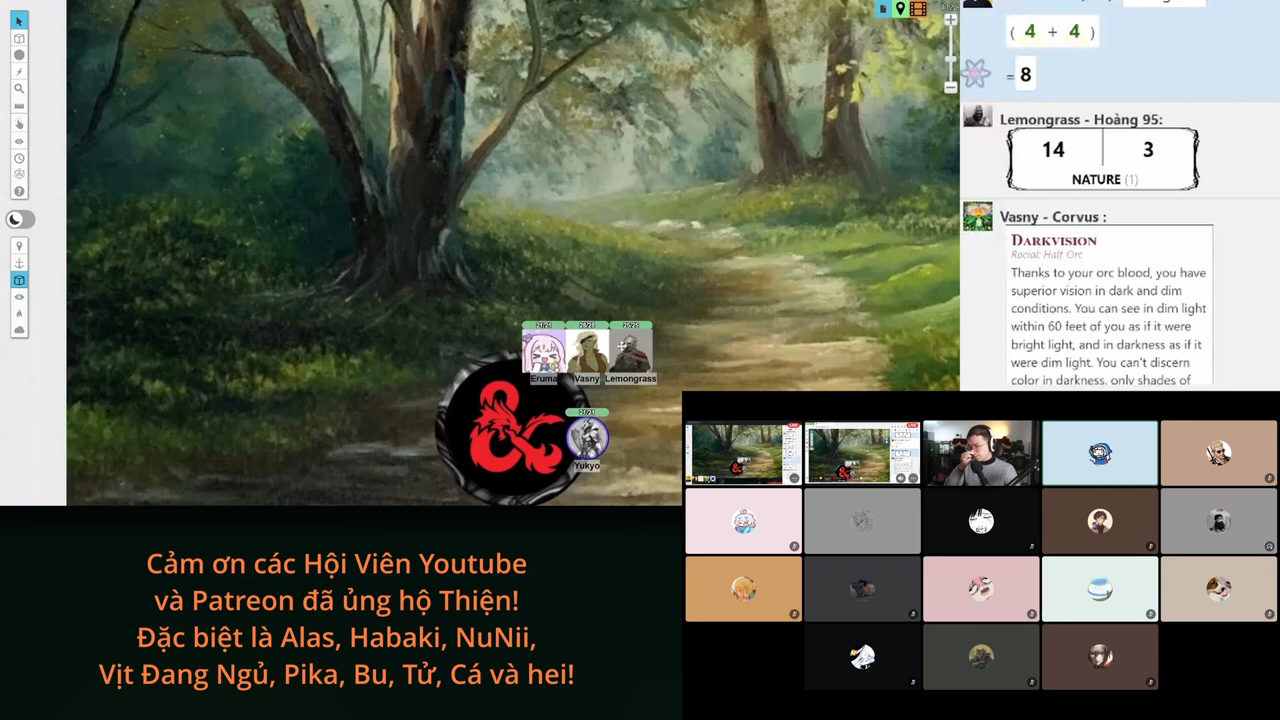 ( 4 + 4 )
= 8
Lemongrass - Hoàng 95:
14 3
NATURE (1)
Vasny - Corvus :
DARKVISION
Racial: Half Orc
Thanks to your orc blood, you have
superior vision in dark and dim
conditions. You can see in dim light
within 60 feet of you as if it were
bright light, and in darkness as if it
were dim light. You can't discern
color in darkness, only shades of
21/21
Eruma Vasny Lemongrass
21/21
Yukyo
Cảm ơn các Hội Viên Youtube
và Patreon đã ủng hộ Thiện!
Đặc biệt là Alas, Habaki, NuNii,
Vịt Đang Ngủ, Pika, Bu, Tử, Cá và hei!